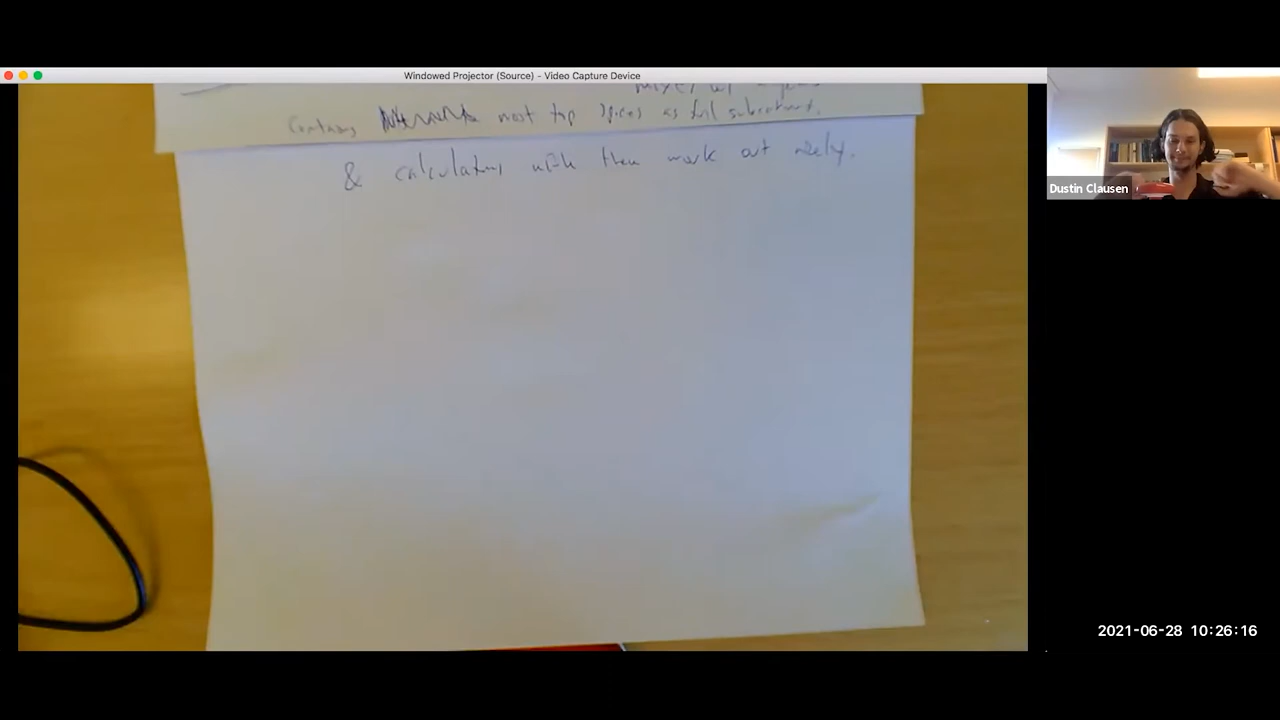 Windowed Projector (Source) - Video Capture Device
Contains most top spaces as full subcategory,
& calculations with them work out nicely.
Dustin Clausen
2021-06-28 10:26:16